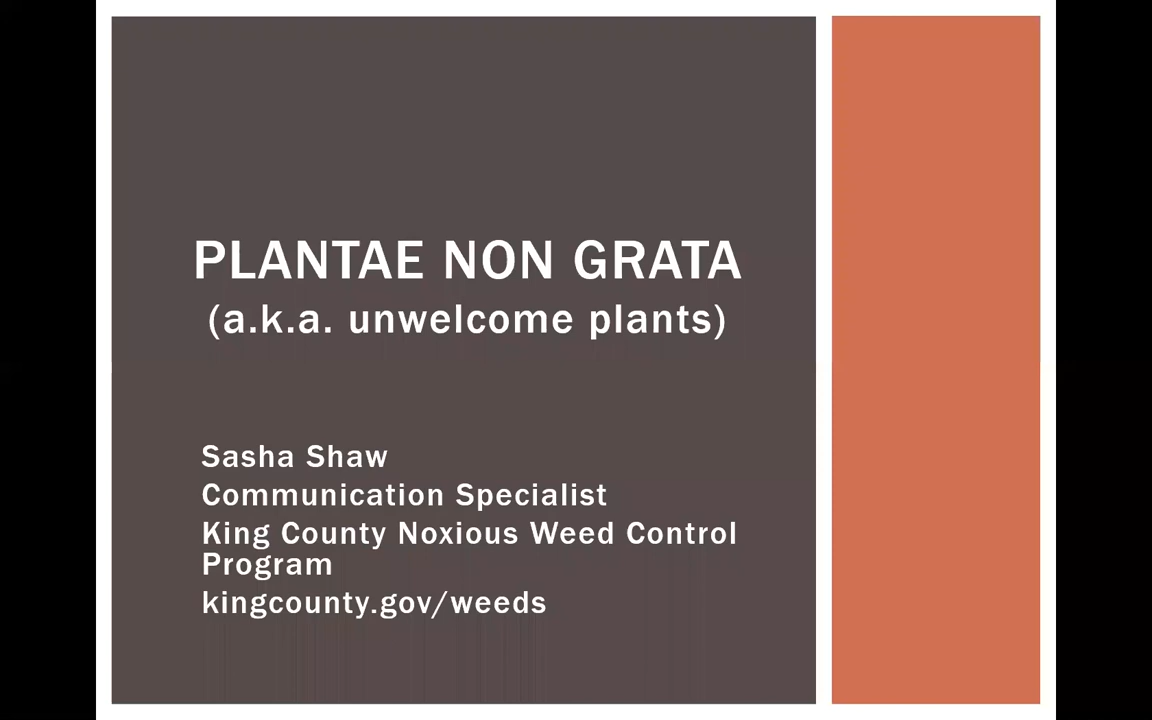 PLANTAE NON GRATA
(a.k.a. unwelcome plants)
Sasha Shaw
Communication Specialist
King County Noxious Weed Control
Program
kingcounty.gov/weeds